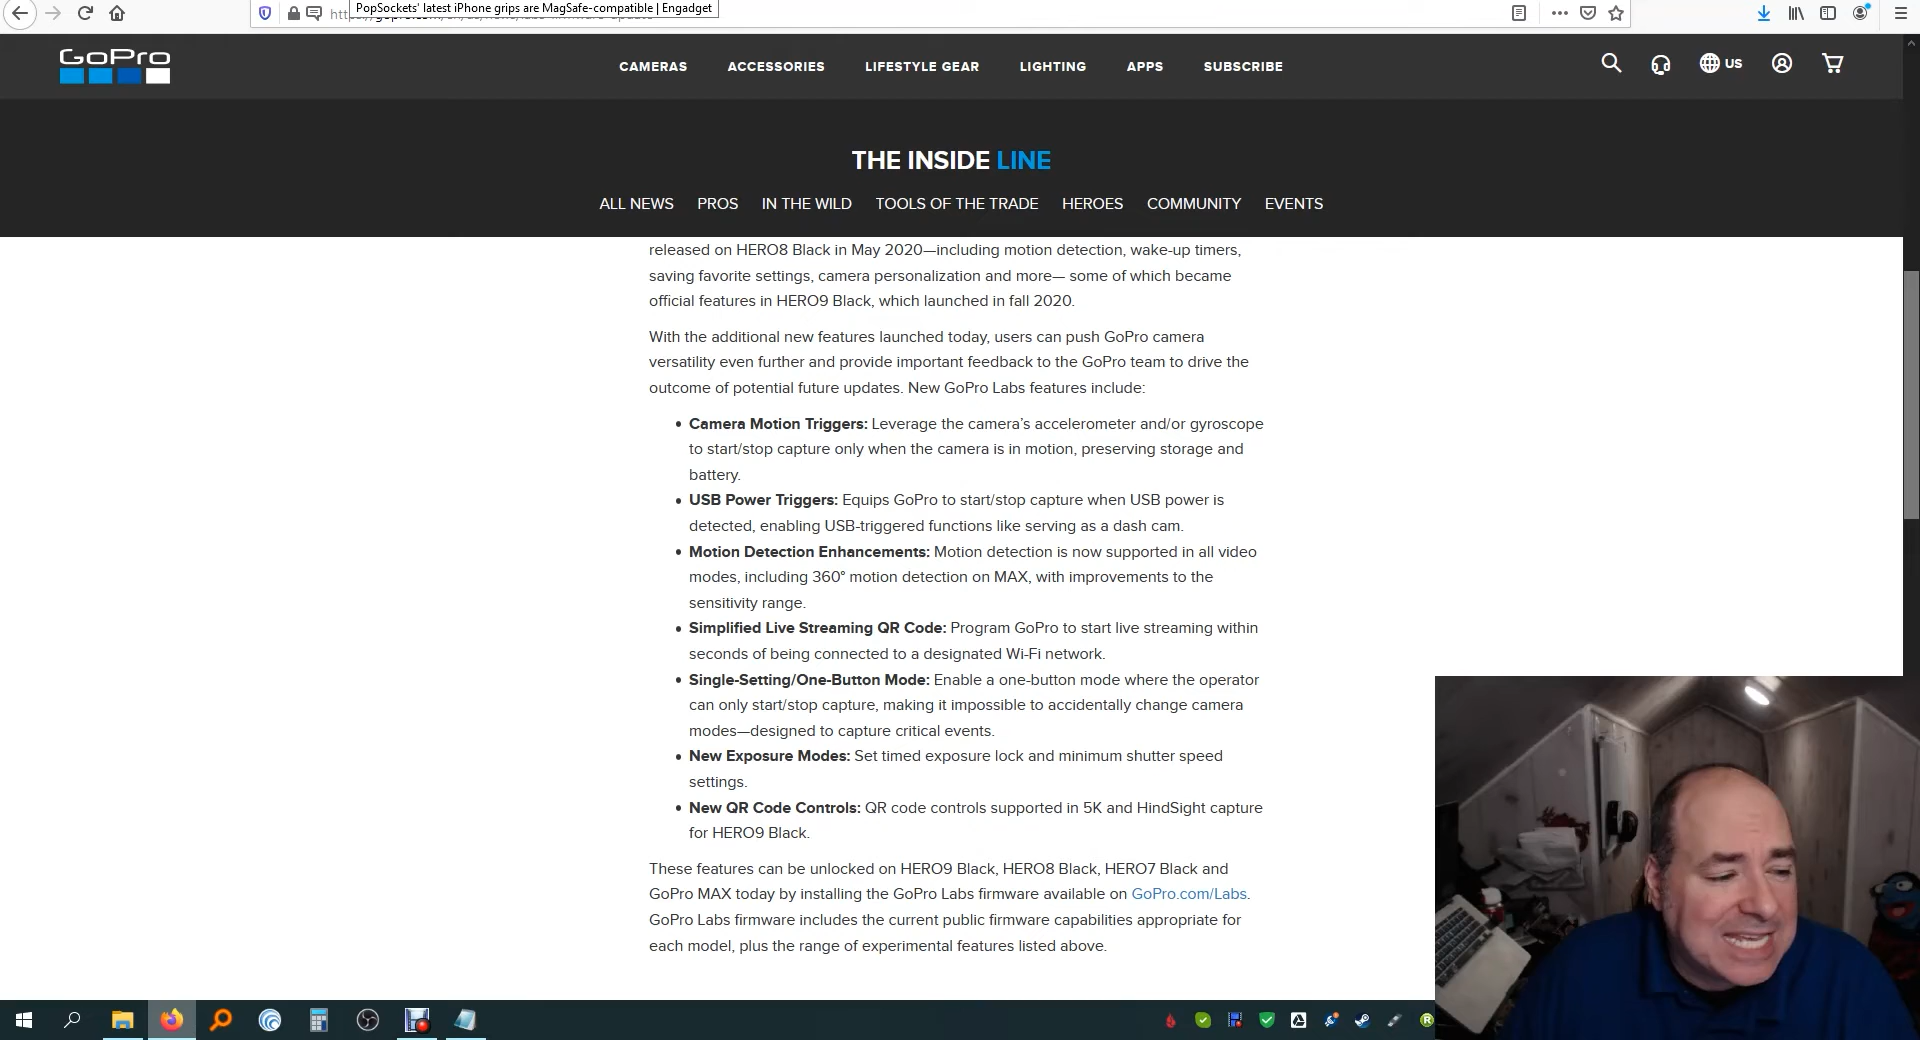 PopSockets' latest iPhone grips are MagSafe-compatible | Engadget
GoPro
CAMERAS ACCESSORIES LIFESTYLE GEAR LIGHTING APPS SUBSCRIBE
US
THE INSIDE LINE
ALL NEWS PROS IN THE WILD TOOLS OF THE TRADE HEROES COMMUNITY EVENTS
released on HERO8 Black in May 2020—including motion detection, wake-up timers,
saving favorite settings, camera personalization and more— some of which became
official features in HERO9 Black, which launched in fall 2020.
With the additional new features launched today, users can push GoPro camera
versatility even further and provide important feedback to the GoPro team to drive the
outcome of potential future updates. New GoPro Labs features include:
• Camera Motion Triggers: Leverage the camera's accelerometer and/or gyroscope
to start/stop capture only when the camera is in motion, preserving storage and
battery.
• USB Power Triggers: Equips GoPro to start/stop capture when USB power is
detected, enabling USB-triggered functions like serving as a dash cam.
• Motion Detection Enhancements: Motion detection is now supported in all video
modes, including 360° motion detection on MAX, with improvements to the
sensitivity range.
• Simplified Live Streaming QR Code: Program GoPro to start live streaming within
seconds of being connected to a designated Wi-Fi network.
• Single-Setting/One-Button Mode: Enable a one-button mode where the operator
can only start/stop capture, making it impossible to accidentally change camera
modes—designed to capture critical events.
• New Exposure Modes: Set timed exposure lock and minimum shutter speed
settings.
• New QR Code Controls: QR code controls supported in 5K and HindSight capture
for HERO9 Black.
These features can be unlocked on HERO9 Black, HERO8 Black, HERO7 Black and
GoPro MAX today by installing the GoPro Labs firmware available on GoPro.com/Labs.
GoPro Labs firmware includes the current public firmware capabilities appropriate for
each model, plus the range of experimental features listed above.